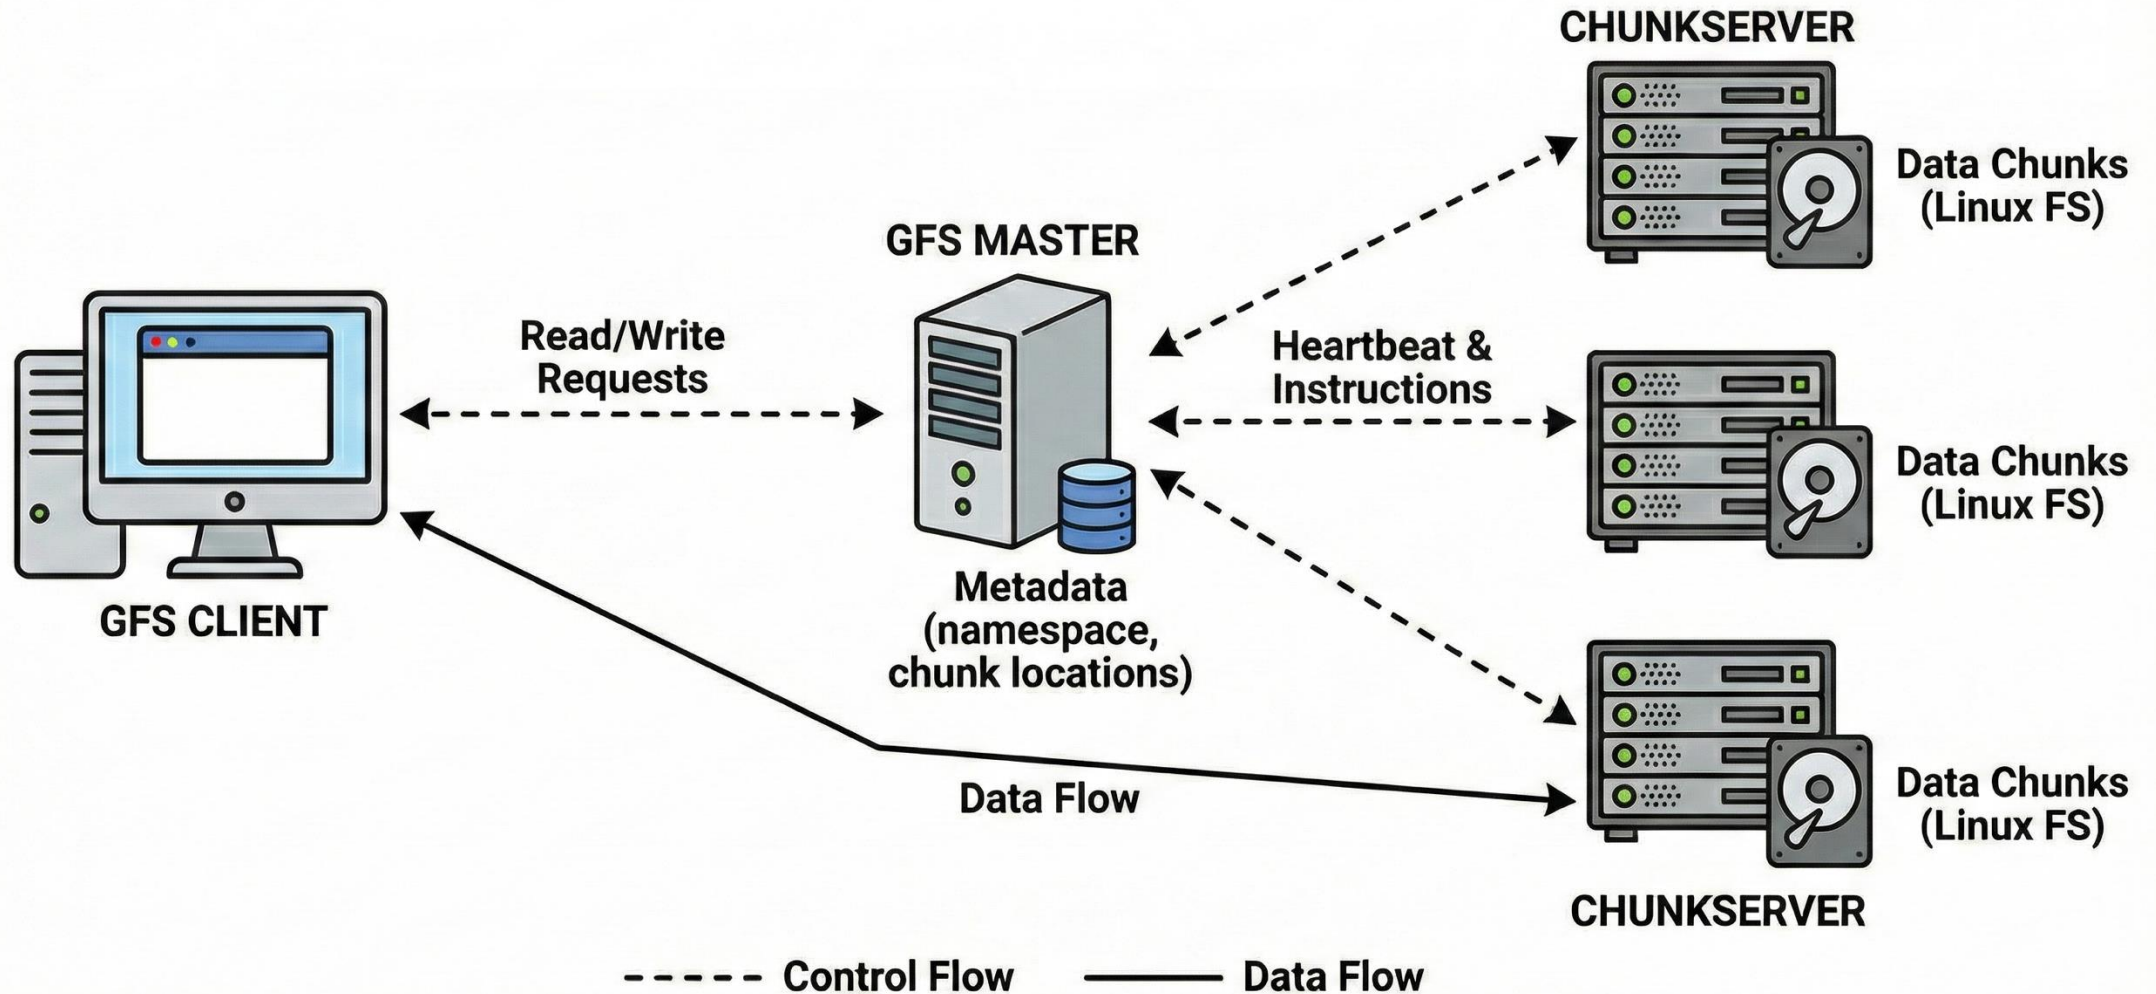 CHUNKSERVER
Data Chunks
(Linux FS)
GFS MASTER
Read/Write
Requests
Heartbeat &
Instructions
Data Chunks
(Linux FS)
Metadata
(namespace,
chunk locations)
GFS CLIENT
Data Flow
Data Chunks
(Linux FS)
CHUNKSERVER
Control Flow
Data Flow